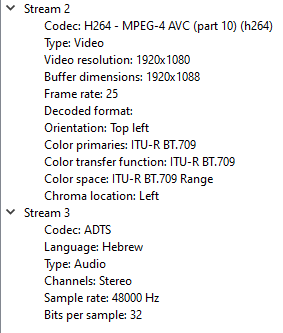 Stream 2
Codec: H264 - MPEG-4 AVC (part 10) (h264)
Type: Video
Video resolution: 1920x1080
Buffer dimensions: 1920x1088
Frame rate: 25
Decoded format:
Orientation: Top left
Color primaries: ITU-R BT.709
Color transfer function: ITU-R BT.709
Color space: ITU-R BT.709 Range
Chroma location: Left
Stream 3
Codec: ADTS
Language: Hebrew
Type: Audio
Channels: Stereo
Sample rate: 48000 Hz
Bits per sample: 32